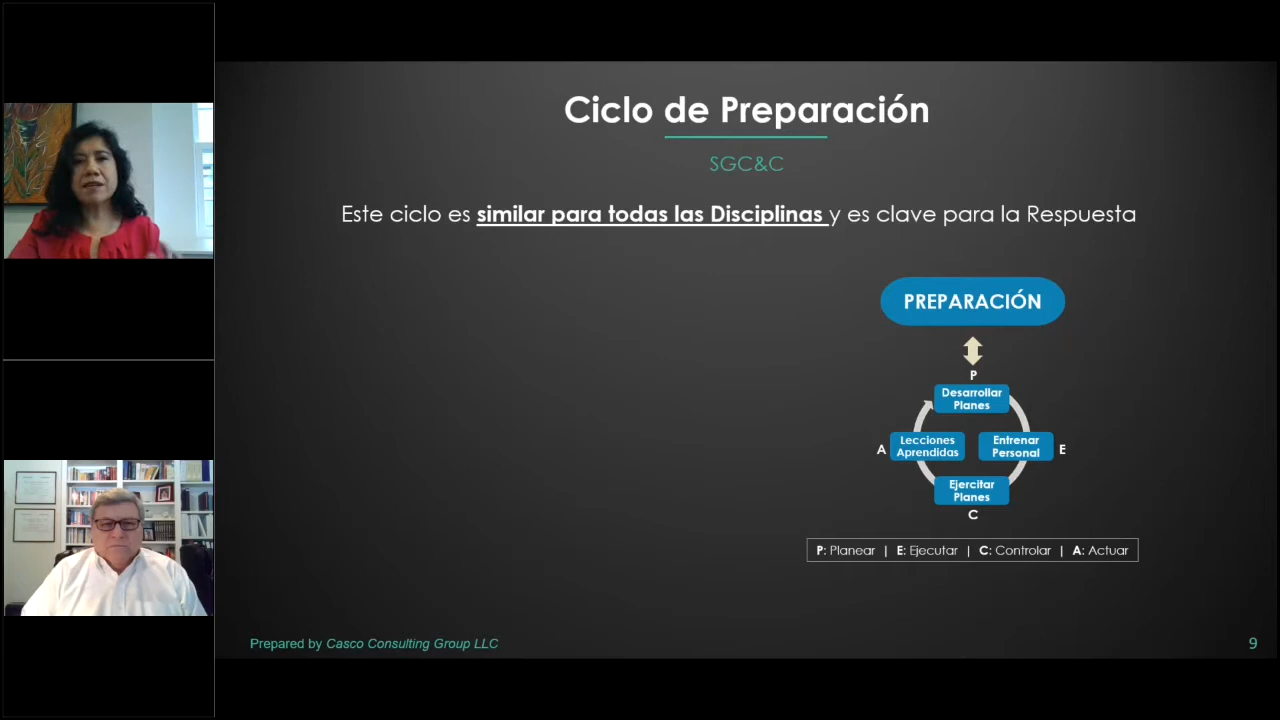 Ciclo de Preparación
SGC&C
Este ciclo es similar para todas las Disciplinas y es clave para la Respuesta
PREPARACIÓN
P
Desarrollar
Planes
A
Lecciones
Aprendidas
Entrenar
Personal
E
Ejercitar
Planes
C
P: Planear | E: Ejecutar | C: Controlar | A: Actuar
Prepared by Casco Consulting Group LLC
9